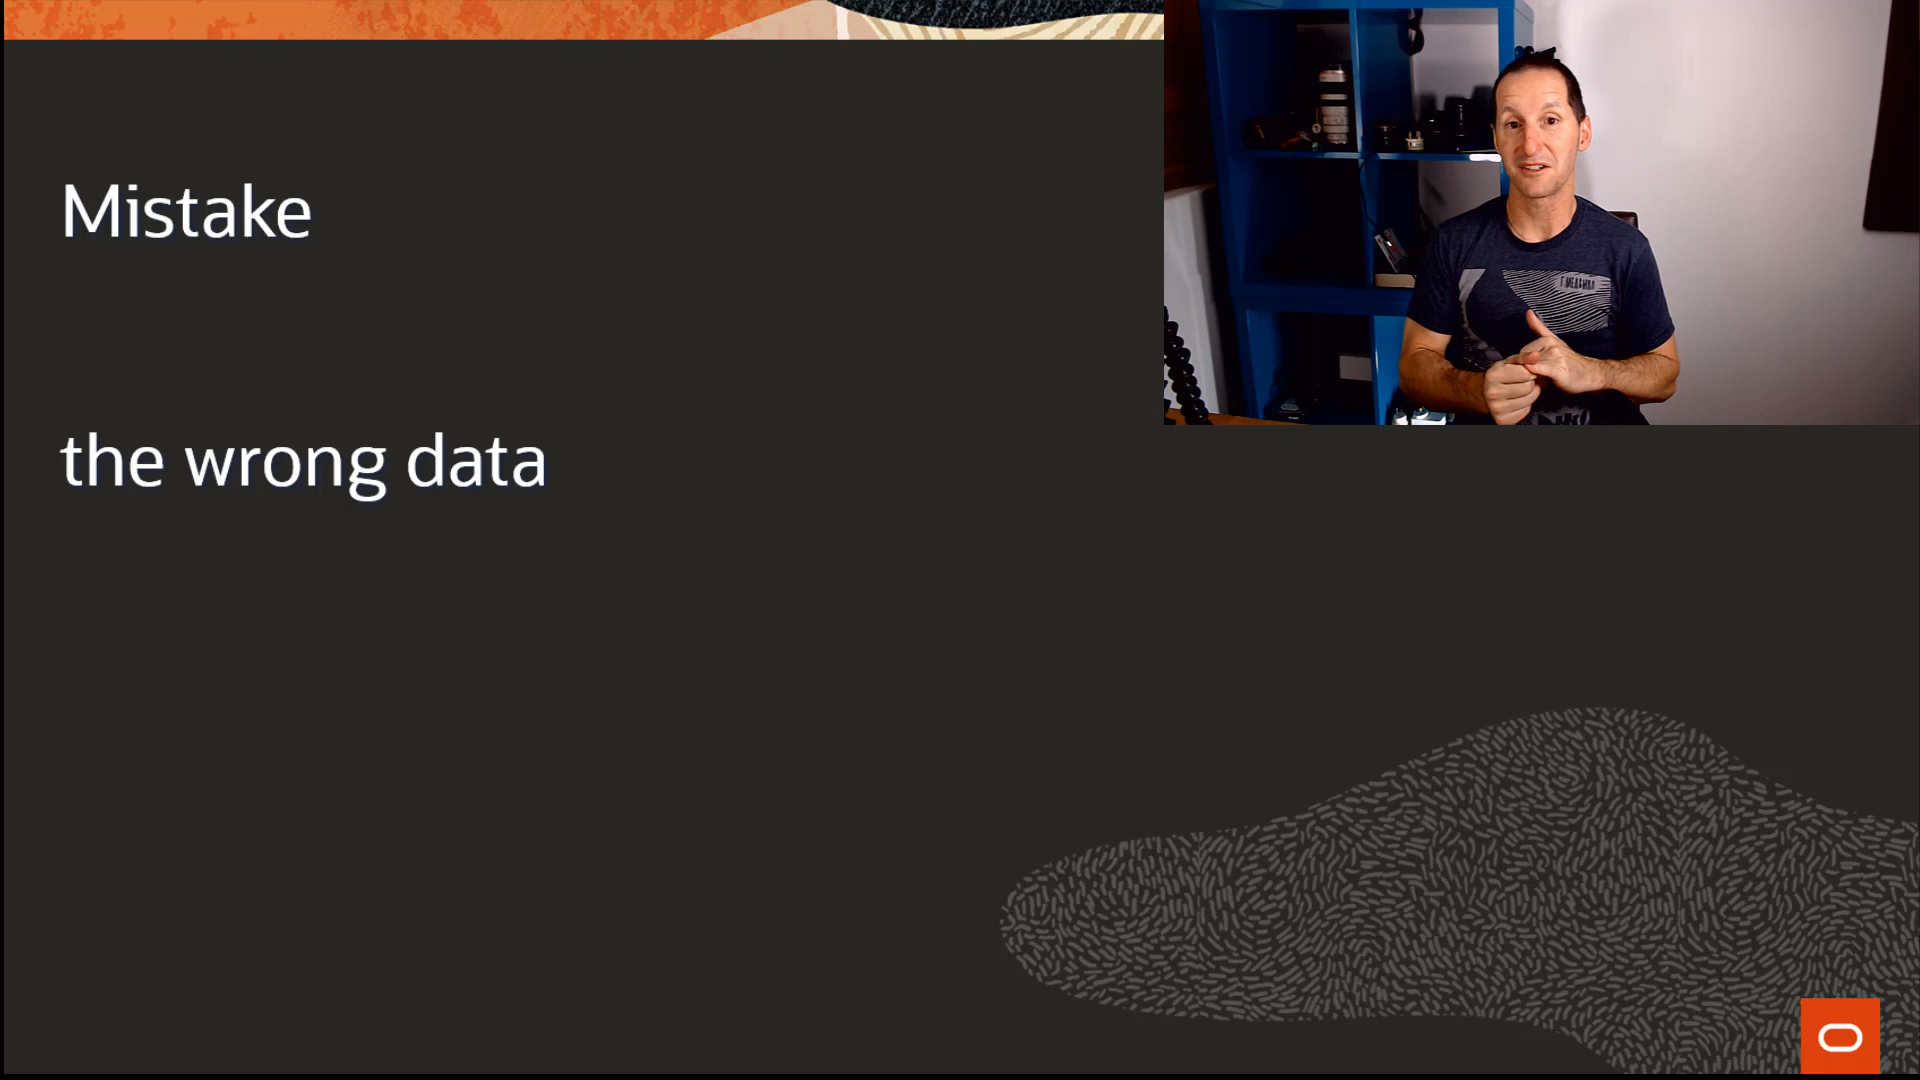 Mistake
the wrong data